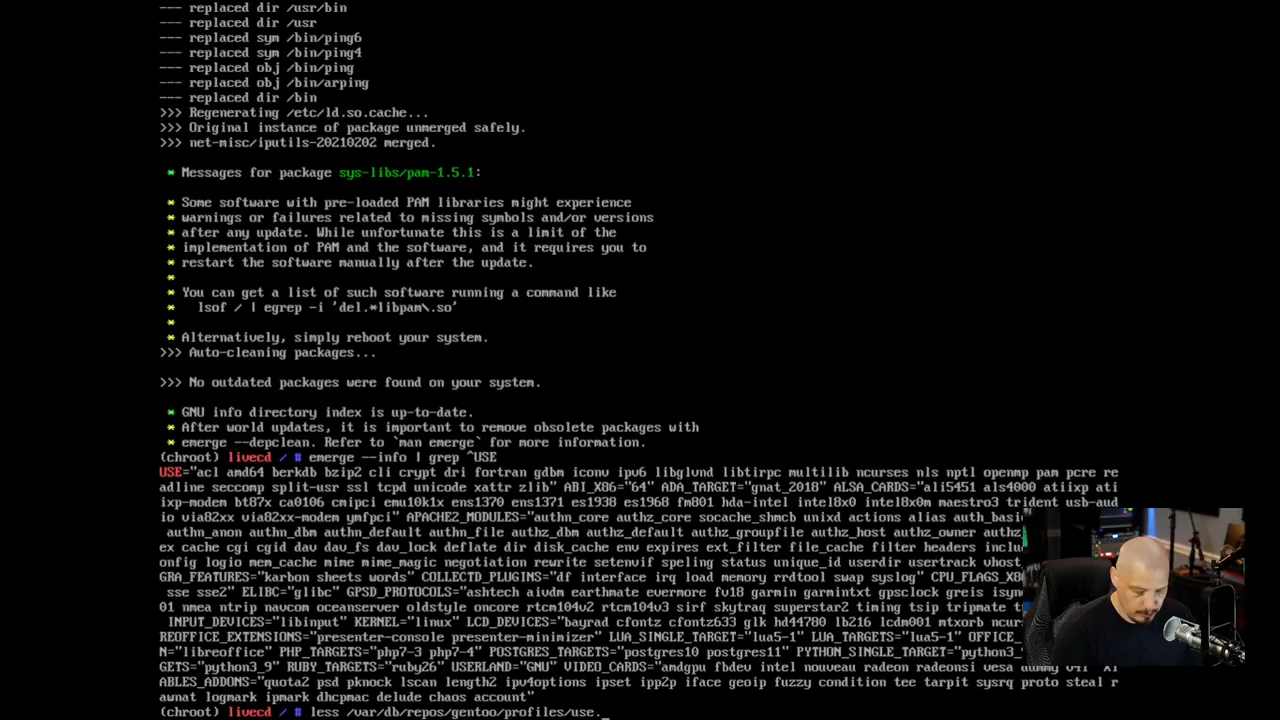 --- replaced dir /usr/bin
--- replaced dir /usr
--- replaced sym /bin/ping6
--- replaced sym /bin/ping4
--- replaced obj /bin/ping
--- replaced obj /bin/arping
--- replaced dir /bin
>>> Regenerating /etc/ld.so.cache...
>>> Original instance of package unmerged safely.
>>> net-misc/iputils-20210202 merged.
* Messages for package sys-libs/pam-1.5.1:
* Some software with pre-loaded PAM libraries might experience
* warnings or failures related to missing symbols and/or versions
* after any update. While unfortunate this is a limit of the
* implementation of PAM and the software, and it requires you to
* restart the software manually after the update.
*
* You can get a list of such software running a command like
* lsof / | egrep -i 'del.*libpam\.so'
*
* Alternatively, simply reboot your system.
>>> Auto-cleaning packages...
>>> No outdated packages were found on your system.
* GNU info directory index is up-to-date.
* After world updates, it is important to remove obsolete packages with
* emerge --depclean. Refer to `man emerge` for more information.
(chroot) livecd / # emerge --info | grep ^USE
USE="acl amd64 berkdb bzip2 cli crypt dri fortran gdbm iconv ipv6 libglvnd libtirpc multilib ncurses nls nptl openmp pam pcre re
adline seccomp split-usr ssl tcpd unicode xattr zlib" ABI_X86="64" ADA_TARGET="gnat_2018" ALSA_CARDS="ali5451 als4000 atiixp ati
ixp-modem bt87x ca0106 cmipci emu10k1x ens1370 ens1371 es1938 es1968 fm801 hda-intel intel8x0 intel8x0m maestro3 trident usb-aud
io via82xx via82xx-modem ymfpci" APACHE2_MODULES="authn_core authz_core socache_shmcb unixd actions alias auth_basi
authn_anon authn_dbm authn_default authn_file authz_dbm authz_default authz_groupfile authz_host authz_owner authz_
ex cache cgi cgid dav dav_fs dav_lock deflate dir disk_cache env expires ext_filter file_cache filter headers inclu
onfig logio mem_cache mime mime_magic negotiation rewrite setenvif speling status unique_id userdir usertrack vhost_
GRA_FEATURES="karbon sheets words" COLLECTD_PLUGINS="df interface irq load memory rrdtool swap syslog" CPU_FLAGS_X8
sse sse2" ELIBC="glibc" GPSD_PROTOCOLS="ashtech aivdm earthmate evermore fv18 garmin garmintxt gpsclock greis isync
01 nmea ntrip navcom oceanserver oldstyle oncore rtcm104v2 rtcm104v3 sirf skytraq superstar2 timing tsip tripmate t
INPUT_DEVICES="libinput" KERNEL="linux" LCD_DEVICES="bayrad cfontz cfontz633 glk hd44780 lb216 lcdm001 mtxorb ncur
REOFFICE_EXTENSIONS="presenter-console presenter-minimizer" LUA_SINGLE_TARGET="lua5-1" LUA_TARGETS="lua5-1" OFFICE_
N="libreoffice" PHP_TARGETS="php7-3 php7-4" POSTGRES_TARGETS="postgres10 postgres11" PYTHON_SINGLE_TARGET="python3_
GETS="python3_9" RUBY_TARGETS="ruby26" USERLAND="GNU" VIDEO_CARDS="amdgpu fbdev intel nouveau radeon radeonsi vesa dummy v4l" XT
ABLES_ADDONS="quota2 psd pknock lscan length2 ipv4options ipset ipp2p iface geoip fuzzy condition tee tarpit sysrq proto steal r
awnat logmark ipmark dhcpmac delude chaos account"
(chroot) livecd / # less /var/db/repos/gentoo/profiles/use._